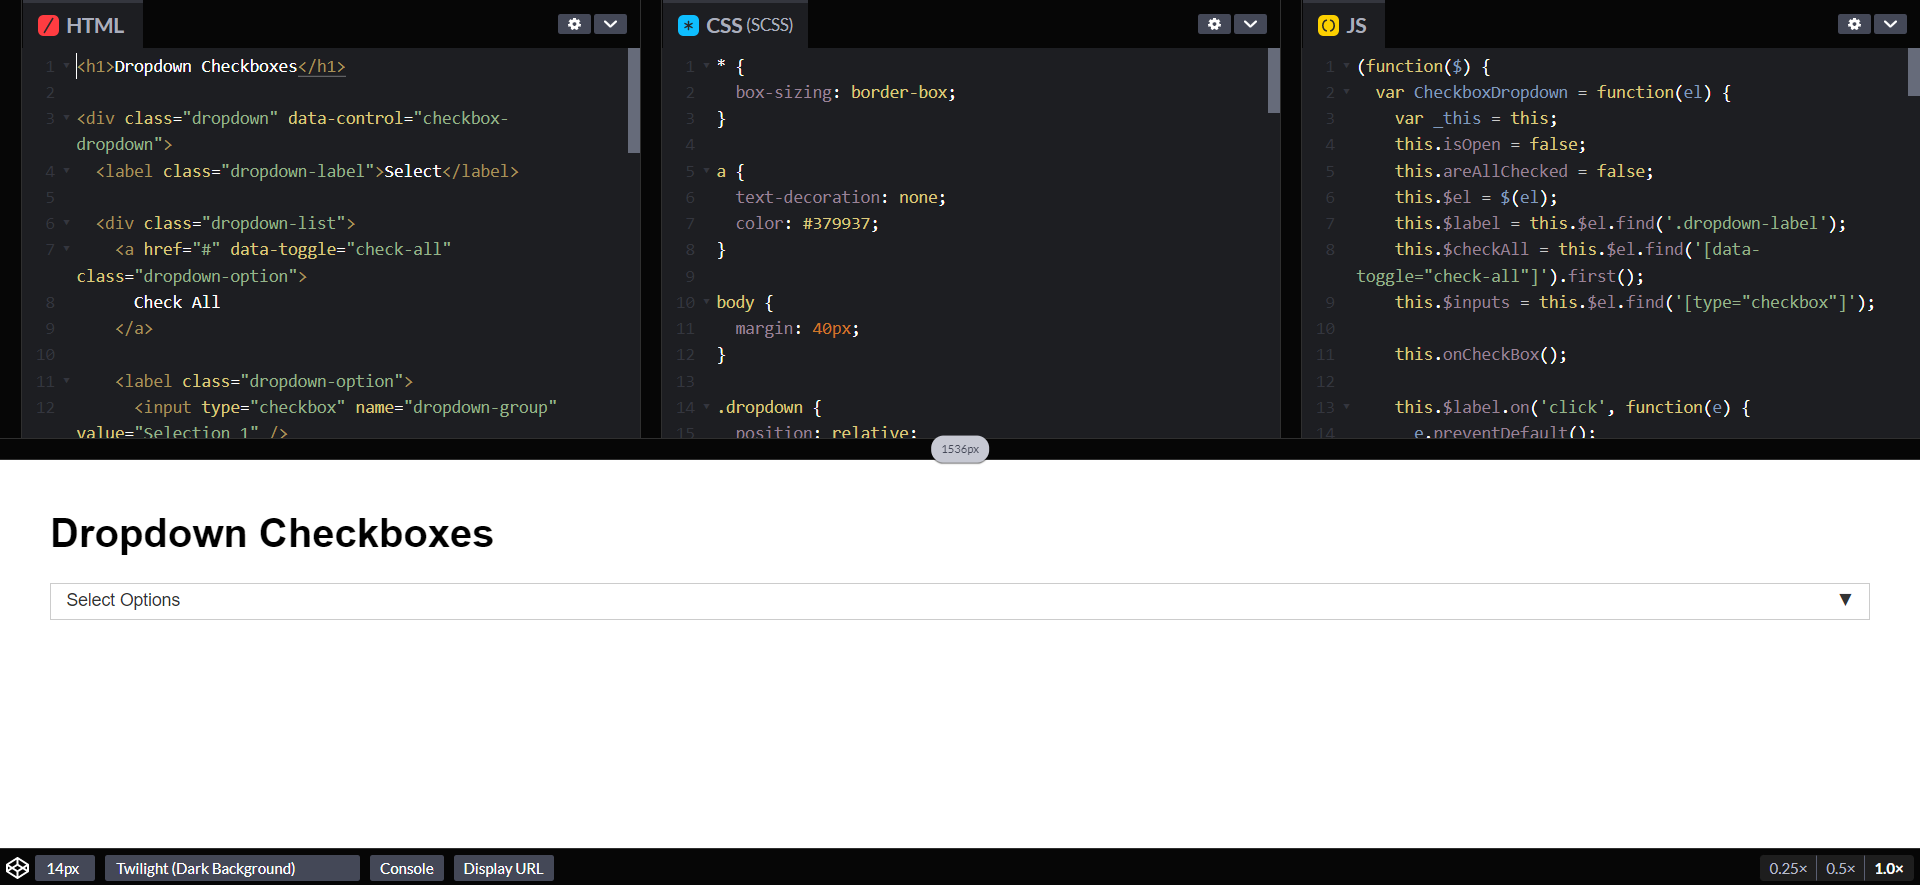 HTML
1 <h1>Dropdown Checkboxes</h1>
2
3 <div class="dropdown" data-control="checkbox-
dropdown">
4 <label class="dropdown-label">Select</label>
5
6 <div class="dropdown-list">
7 <a href="#" data-toggle="check-all"
class="dropdown-option">
8 Check All
9 </a>
10
11 <label class="dropdown-option">
12 <input type="checkbox" name="dropdown-group"
value="Selection 1" />
CSS (SCSS)
1 * {
2 box-sizing: border-box;
3 }
4
5 a {
6 text-decoration: none;
7 color: #379937;
8 }
9
10 body {
11 margin: 40px;
12 }
13
14 .dropdown {
15 position: relative;
JS
1 (function($) {
2 var CheckboxDropdown = function(el) {
3 var _this = this;
4 this.isOpen = false;
5 this.areAllChecked = false;
6 this.$el = $(el);
7 this.$label = this.$el.find('.dropdown-label');
8 this.$checkAll = this.$el.find('[data-
toggle="check-all"]').first();
9 this.$inputs = this.$el.find('[type="checkbox"]');
10
11 this.onCheckBox();
12
13 this.$label.on('click', function(e) {
14 e.preventDefault();
1536px
Dropdown Checkboxes
Select Options ▼
14px Twilight (Dark Background) Console Display URL 0.25× 0.5× 1.0×